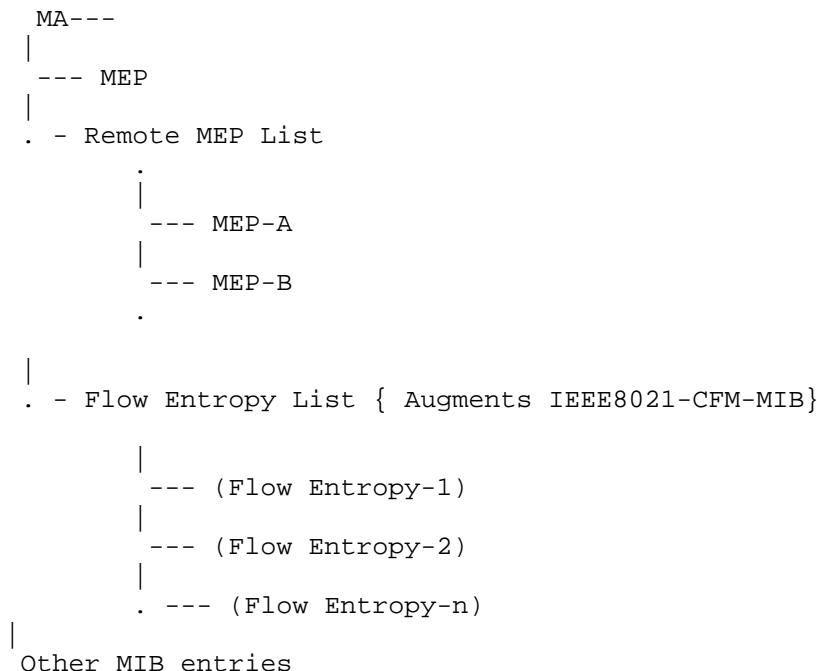 MA---
|
--- MEP
|
. - Remote MEP List
.
|
--- MEP-A
|
--- MEP-B
.
|
. - Flow Entropy List { Augments IEEE8021-CFM-MIB}
|
--- (Flow Entropy-1)
|
--- (Flow Entropy-2)
|
. --- (Flow Entropy-n)
|
Other MIB entries